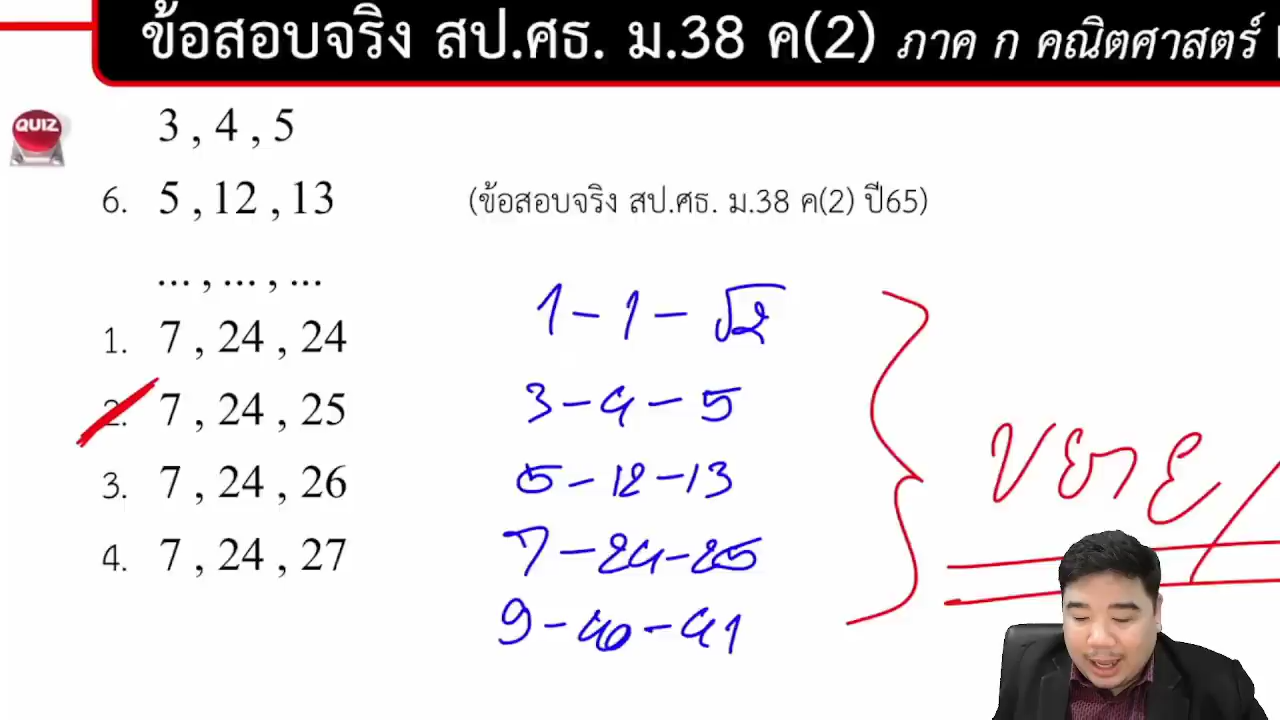 ข้อสอบจริง สป.ศธ. ม.38 ค(2) ภาค ก คณิตศาสตร์
QUIZ
3 , 4 , 5
6. 5 , 12 , 13 (ข้อสอบจริง สป.ศธ. ม.38 ค(2) ปี65)
... , ... , ...
1. 7 , 24 , 24
2. 7 , 24 , 25
3. 7 , 24 , 26
4. 7 , 24 , 27
1 - 1 - √2
3 - 4 - 5
5 - 12 - 13
7 - 24 - 25
9 - 40 - 41
ขยาย